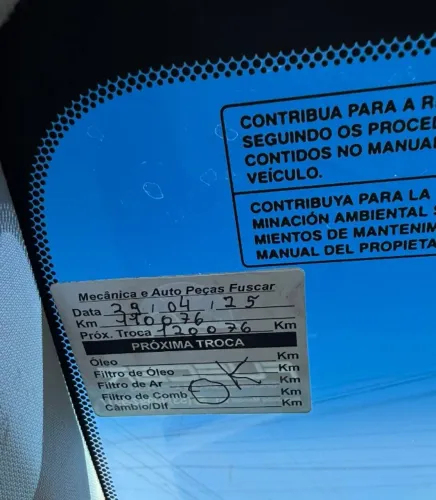 CONTRIBUA PARA A R
SEGUINDO OS PROCED
CONTIDOS NO MANUA
VEÍCULO.
CONTRIBUYA PARA LA
MINACIÓN AMBIENTAL S
MIENTOS DE MANTENIM
MANUAL DEL PROPIETA
Mecânica e Auto Peças Fuscar
Data 29, 04, 25
Km 110076
Próx. Troca 120076 Km
PRÓXIMA TROCA
Óleo Km
Filtro de Óleo Km
Filtro de Ar Km
Filtro de Comb. OK Km
Câmbio/Dif. Km